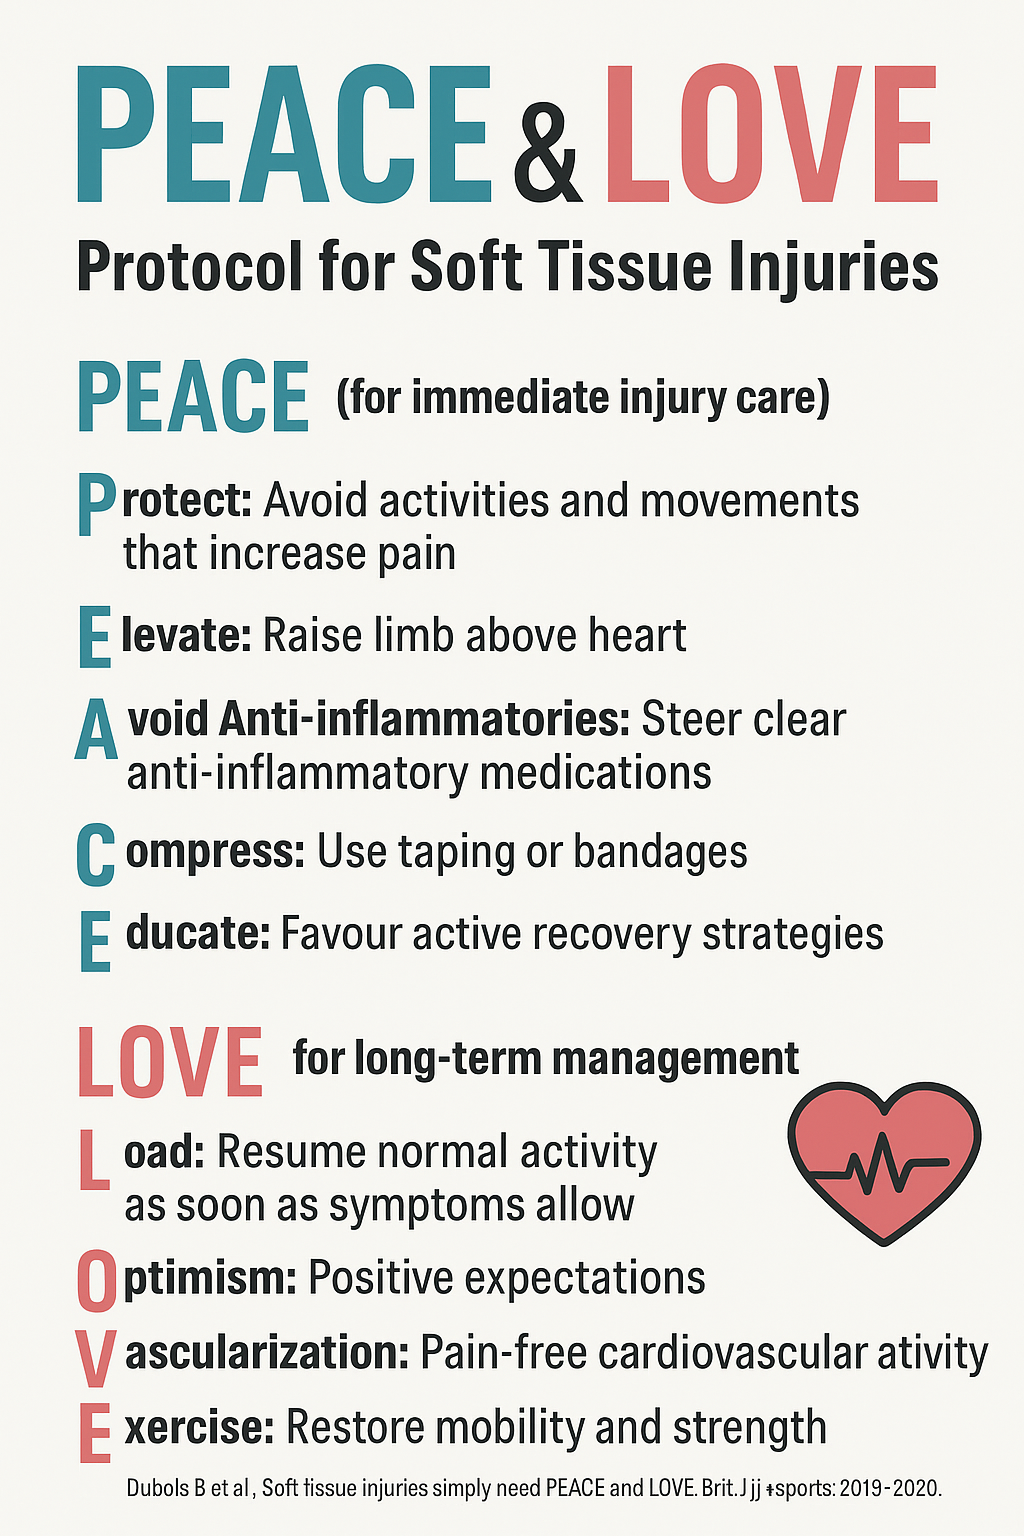 PEACE & LOVE
Protocol for Soft Tissue Injuries
PEACE (for immediate injury care)
Protect: Avoid activities and movements
that increase pain
Elevate: Raise limb above heart
Avoid Anti-inflammatories: Steer clear
anti-inflammatory medications
Compress: Use taping or bandages
Educate: Favour active recovery strategies
LOVE for long-term management
Load: Resume normal activity
as soon as symptoms allow
Optimism: Positive expectations
Vascularization: Pain-free cardiovascular ativity
Exercise: Restore mobility and strength
Dubols B et al, Soft tissue injuries simply need PEACE and LOVE. Brit. J sports: 2019-2020.